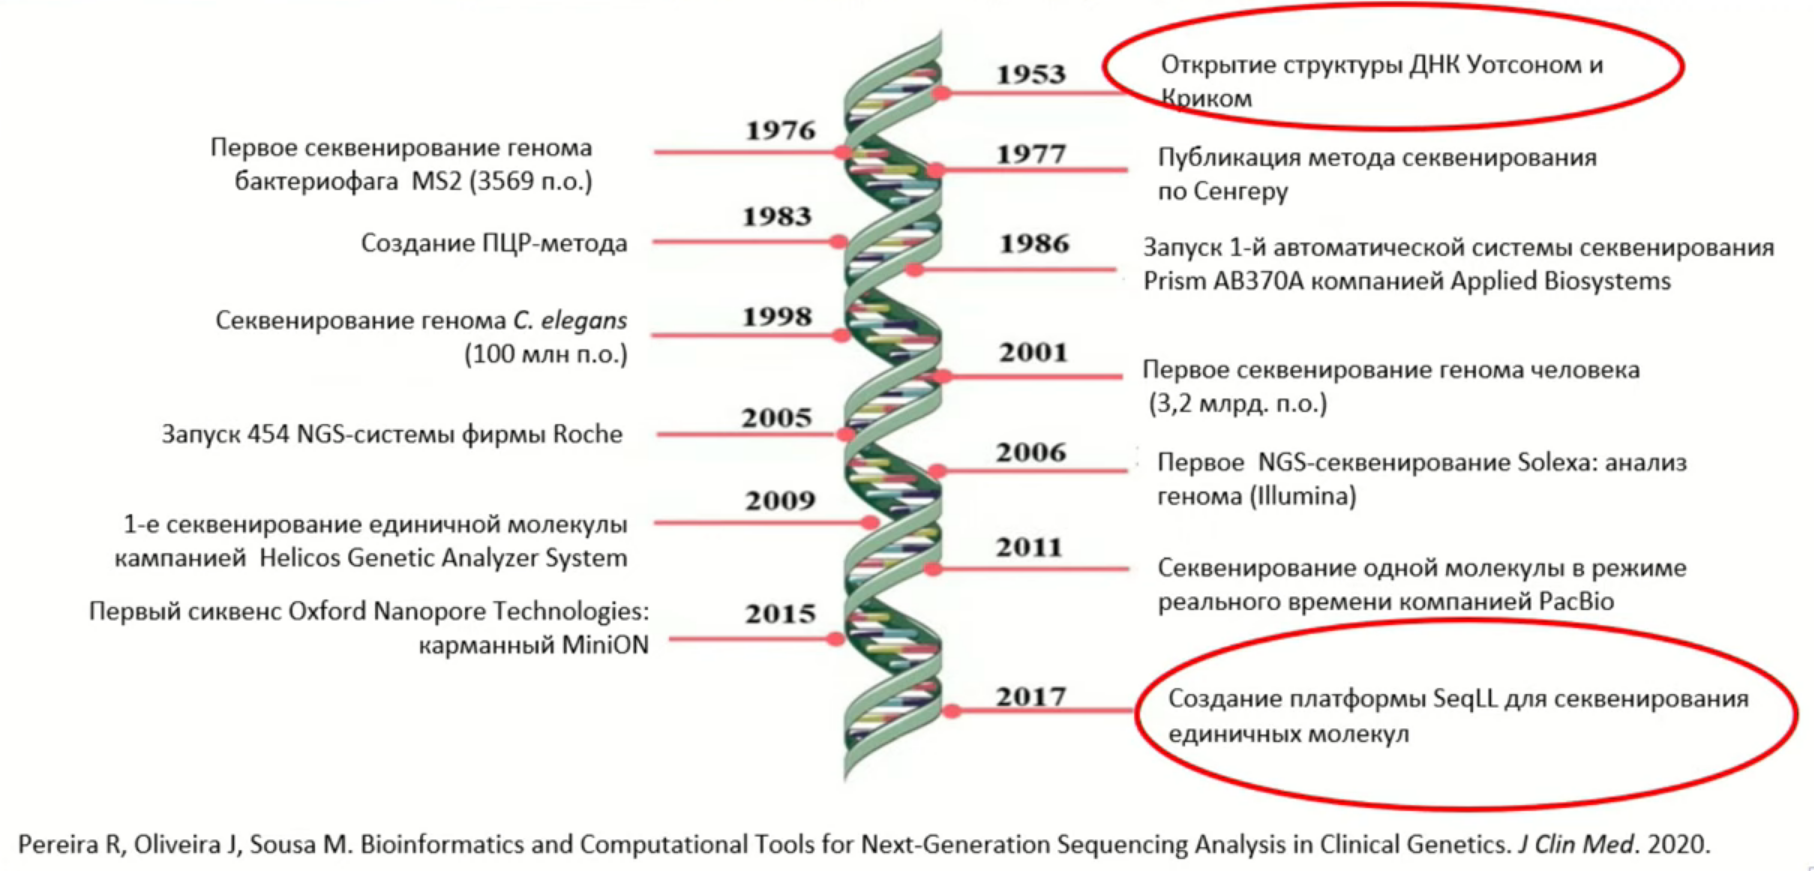 1953
Открытие структуры ДНК Уотсоном и
Криком
1976
Первое секвенирование генома
бактериофага MS2 (3569 п.о.)
1977
Публикация метода секвенирования
по Сенгеру
1983
Создание ПЦР-метода
1986
Запуск 1-й автоматической системы секвенирования
Prism AB370A компанией Applied Biosystems
1998
Секвенирование генома C. elegans
(100 млн п.о.)
2001
Первое секвенирование генома человека
(3,2 млрд. п.о.)
2005
Запуск 454 NGS-системы фирмы Roche
2006
Первое NGS-секвенирование Solexa: анализ
генома (Illumina)
2009
1-е секвенирование единичной молекулы
кампанией Helicos Genetic Analyzer System
2011
Секвенирование одной молекулы в режиме
реального времени компанией PacBio
2015
Первый сиквенс Oxford Nanopore Technologies:
карманный MiniON
2017
Создание платформы SeqLL для секвенирования
единичных молекул
Pereira R, Oliveira J, Sousa M. Bioinformatics and Computational Tools for Next-Generation Sequencing Analysis in Clinical Genetics. J Clin Med. 2020.